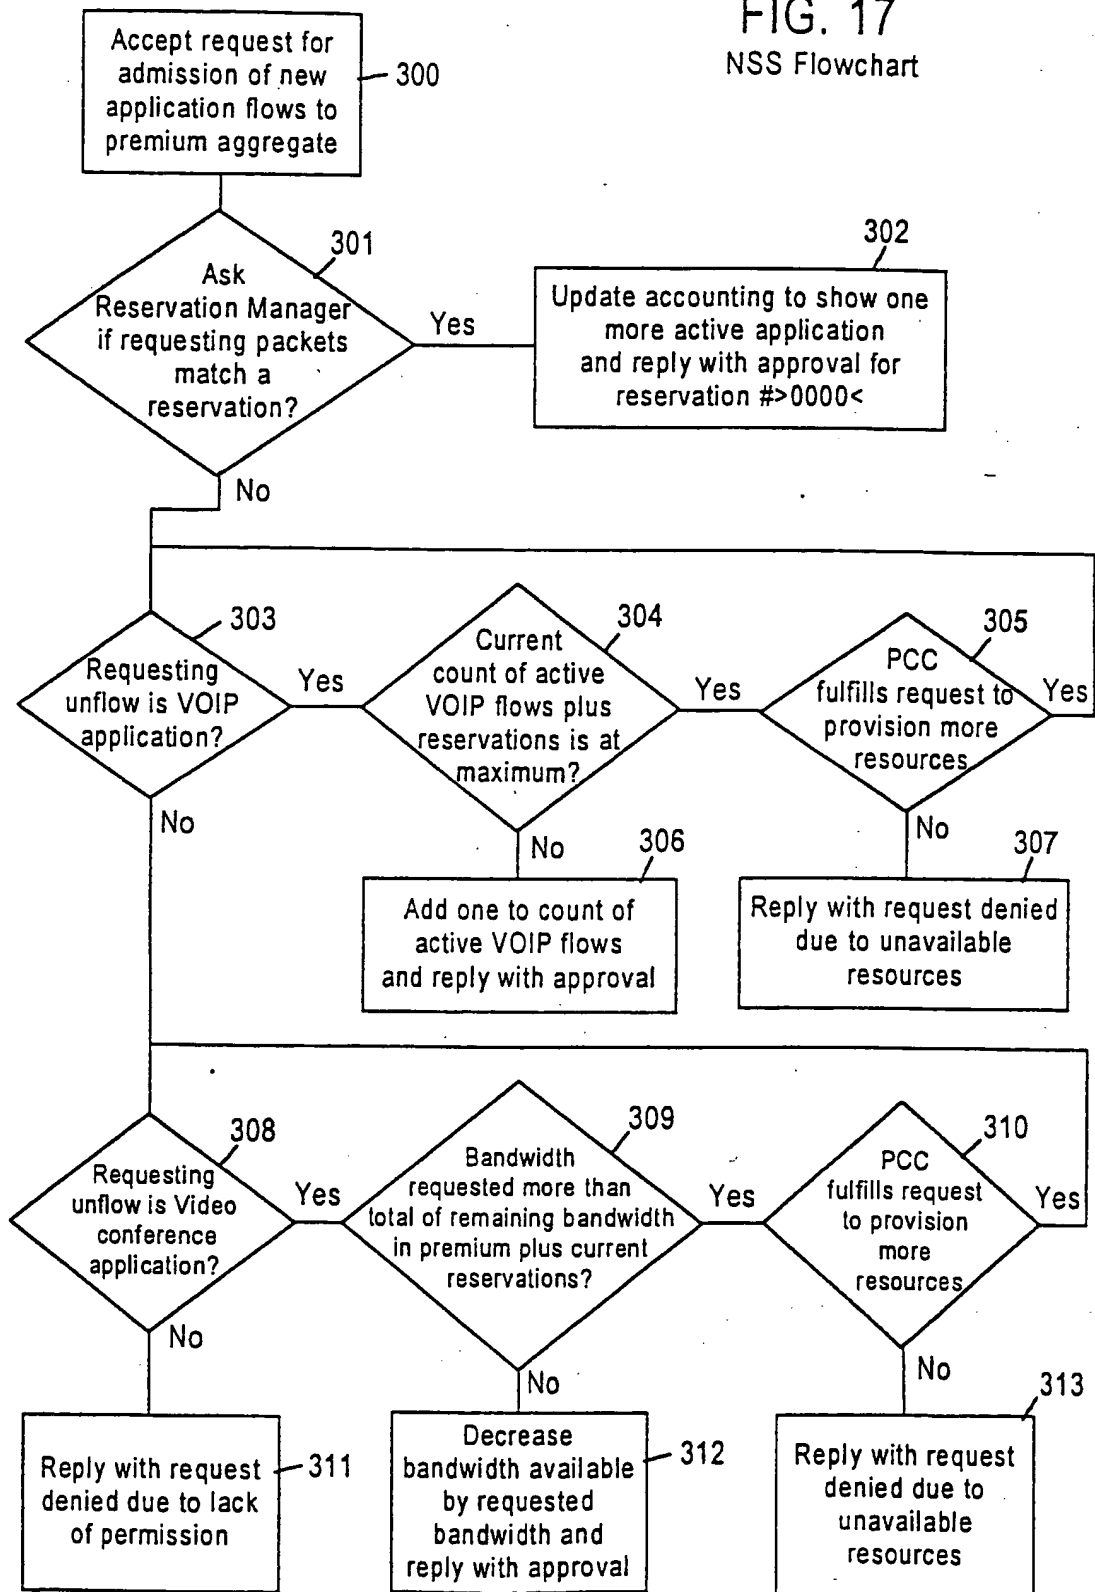 FIG. 17
NSS Flowchart
Accept request for
admission of new
application flows to
premium aggregate
300
301
Ask
Reservation Manager
if requesting packets
match a
reservation?
Yes
302
Update accounting to show one
more active application
and reply with approval for
reservation #>0000<
No
303
Requesting
unflow is VOIP
application?
Yes
304
Current
count of active
VOIP flows plus
reservations is at
maximum?
Yes
305
PCC
fulfills request to
provision more
resources
Yes
No
No
306
Add one to count of
active VOIP flows
and reply with approval
No
307
Reply with request denied
due to unavailable
resources
308
Requesting
unflow is Video
conference
application?
Yes
309
Bandwidth
requested more than
total of remaining bandwidth
in premium plus current
reservations?
Yes
310
PCC
fulfills request
to provision
more
resources
Yes
No
Reply with request
denied due to lack
of permission
311
No
Decrease
bandwidth available
by requested
bandwidth and
reply with approval
312
No
313
Reply with request
denied due to
unavailable
resources